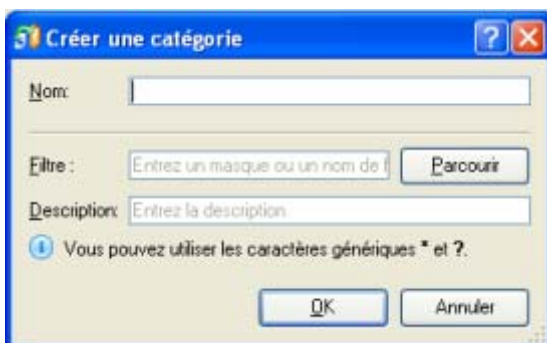 Créer une catégorie
Nom:
Filtre : Entrez un masque ou un nom de f Parcourir
Description: Entrez la description
Vous pouvez utiliser les caractères génériques * et ?.
OK Annuler